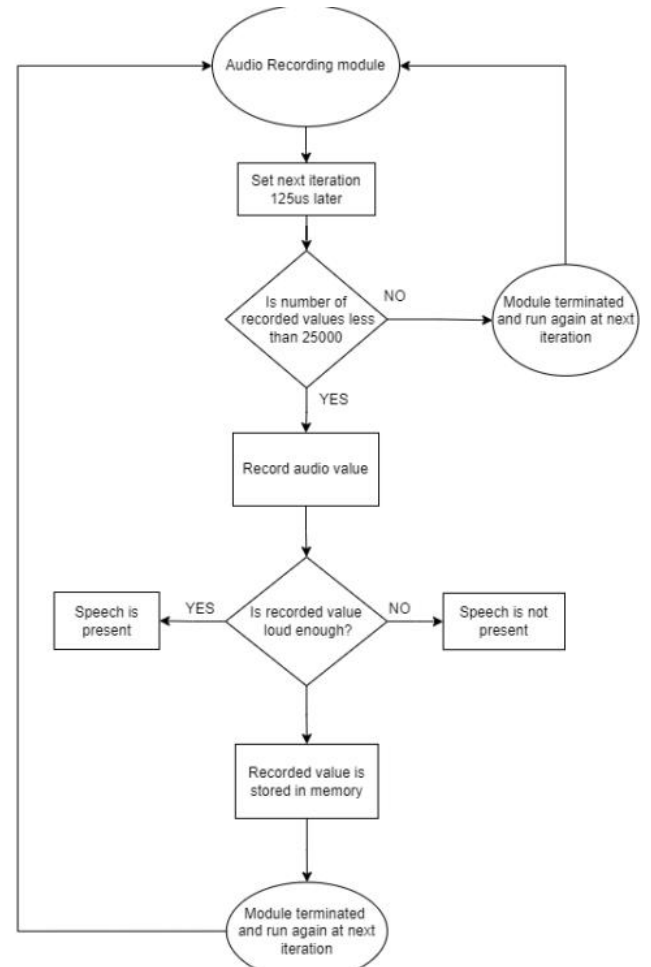 Audio Recording module
Set next iteration
125us later
Is number of
recorded values less
than 25000
NO
Module terminated
and run again at next
iteration
YES
Record audio value
Speech is
present
YES
Is recorded value
loud enough?
NO
Speech is not
present
Recorded value is
stored in memory
Module terminated
and run again at next
iteration